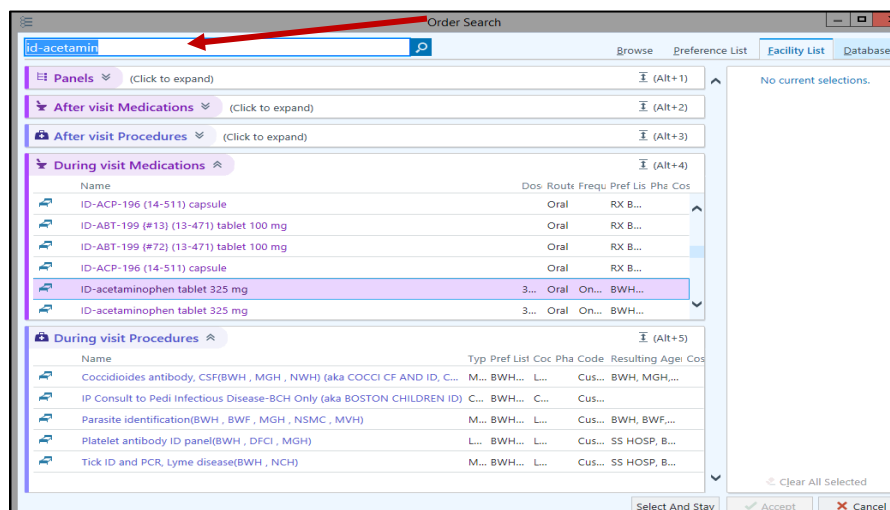 Order Search
id-acetamin
Browse Preference List Facility List Database
Panels (Click to expand) (Alt+1)
No current selections.
After visit Medications (Click to expand) (Alt+2)
After visit Procedures (Click to expand) (Alt+3)
During visit Medications (Alt+4)
Name Dos Route Frequ Pref Lis Pha Cos
ID-ACP-196 (14-511) capsule Oral RX B...
ID-ABT-199 (#13) (13-471) tablet 100 mg Oral RX B...
ID-ABT-199 (#72) (13-471) tablet 100 mg Oral RX B...
ID-ACP-196 (14-511) capsule Oral RX B...
ID-acetaminophen tablet 325 mg 3... Oral On... BWH...
ID-acetaminophen tablet 325 mg 3... Oral On... BWH...
During visit Procedures (Alt+5)
Name Typ Pref List Coc Pha Code Resulting Agei Cos
Coccidioides antibody, CSF(BWH , MGH , NWH) (aka COCCI CF AND ID, C... M... BWH... L... Cus... BWH, MGH,...
IP Consult to Pedi Infectious Disease-BCH Only (aka BOSTON CHILDREN ID) C... BWH... C... Cus...
Parasite identification(BWH , BWF , MGH , NSMC , MVH) M... BWH... L... Cus... BWH, BWF,...
Platelet antibody ID panel(BWH , DFCI , MGH) L... BWH... L... Cus... SS HOSP, B...
Tick ID and PCR, Lyme disease(BWH , NCH) M... BWH... L... Cus... SS HOSP, B...
Clear All Selected
Select And Stay Accept Cancel